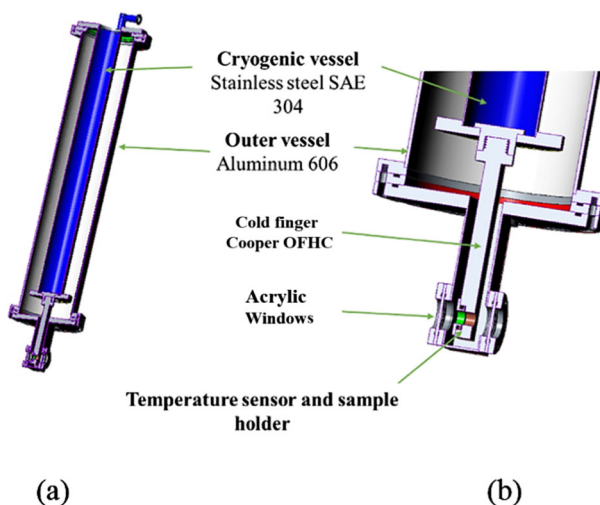 Cryogenic vessel
Stainless steel SAE
304
Outer vessel
Aluminum 606
Cold finger
Cooper OFHC
Acrylic
Windows
Temperature sensor and sample
holder
(a)
(b)